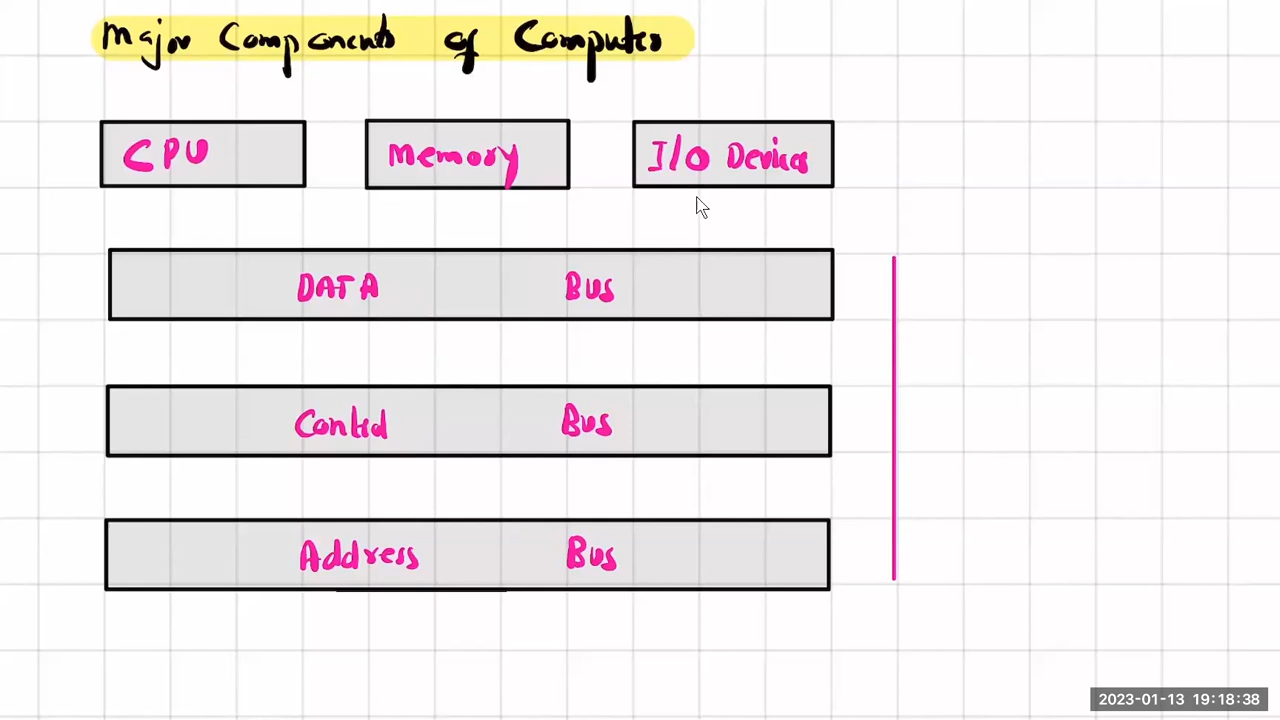 Major Components of Computer
CPU Memory I/O Devices
DATA Bus
Control Bus
Address Bus
2023-01-13 19:18:38